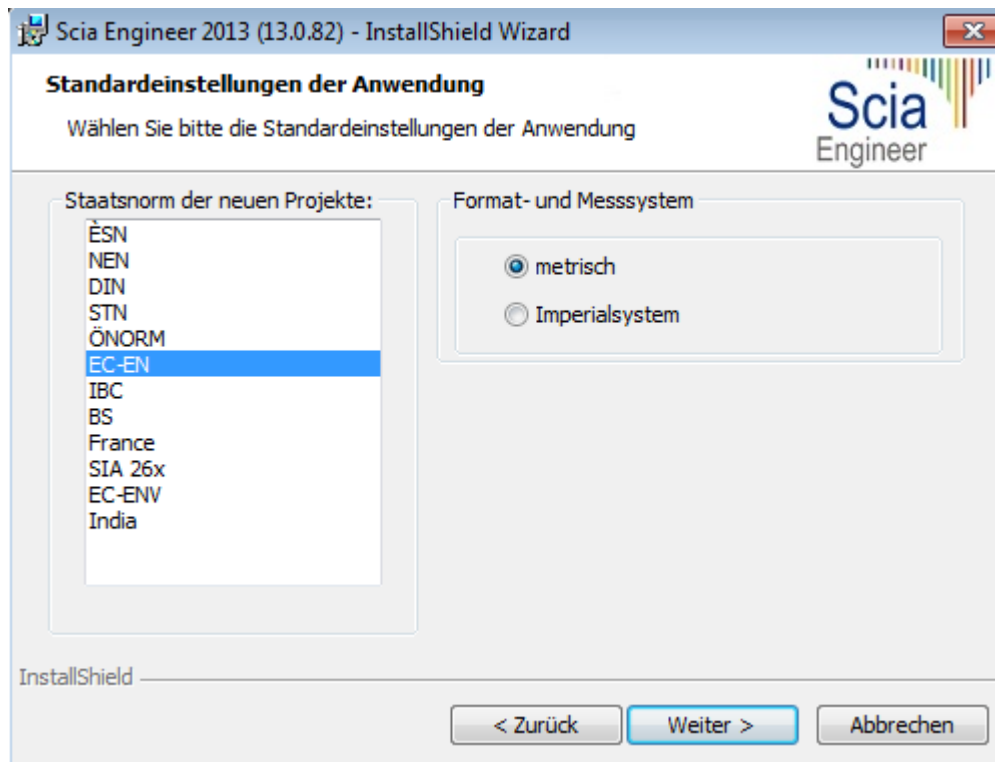 Scia Engineer 2013 (13.0.82) - InstallShield Wizard
Standardeinstellungen der Anwendung
Wählen Sie bitte die Standardeinstellungen der Anwendung
Scia
Engineer
Staatsnorm der neuen Projekte:
ÈSN
NEN
DIN
STN
ÖNORM
EC-EN
IBC
BS
France
SIA 26x
EC-ENV
India
Format- und Messsystem
metrisch
Imperialsystem
InstallShield
< Zurück
Weiter >
Abbrechen